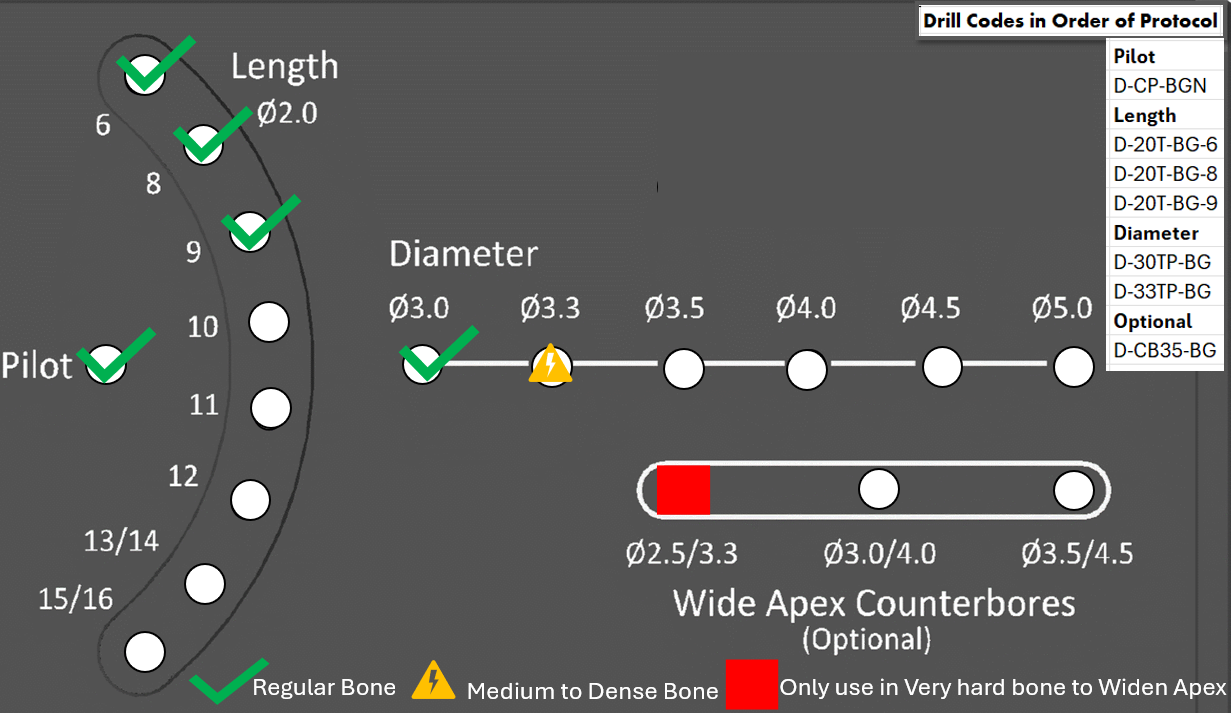 Drill Codes in Order of Protocol
Pilot
D-CP-BGN
Length
D-20T-BG-6
D-20T-BG-8
D-20T-BG-9
Diameter
D-30TP-BG
D-33TP-BG
Optional
D-CB35-BG
Length
Ø2.0
6
8
9
10
11
12
13/14
15/16
Pilot
Diameter
Ø3.0 Ø3.3 Ø3.5 Ø4.0 Ø4.5 Ø5.0
Ø2.5/3.3 Ø3.0/4.0 Ø3.5/4.5
Wide Apex Counterbores
(Optional)
Regular Bone
Medium to Dense Bone
Only use in Very hard bone to Widen Apex